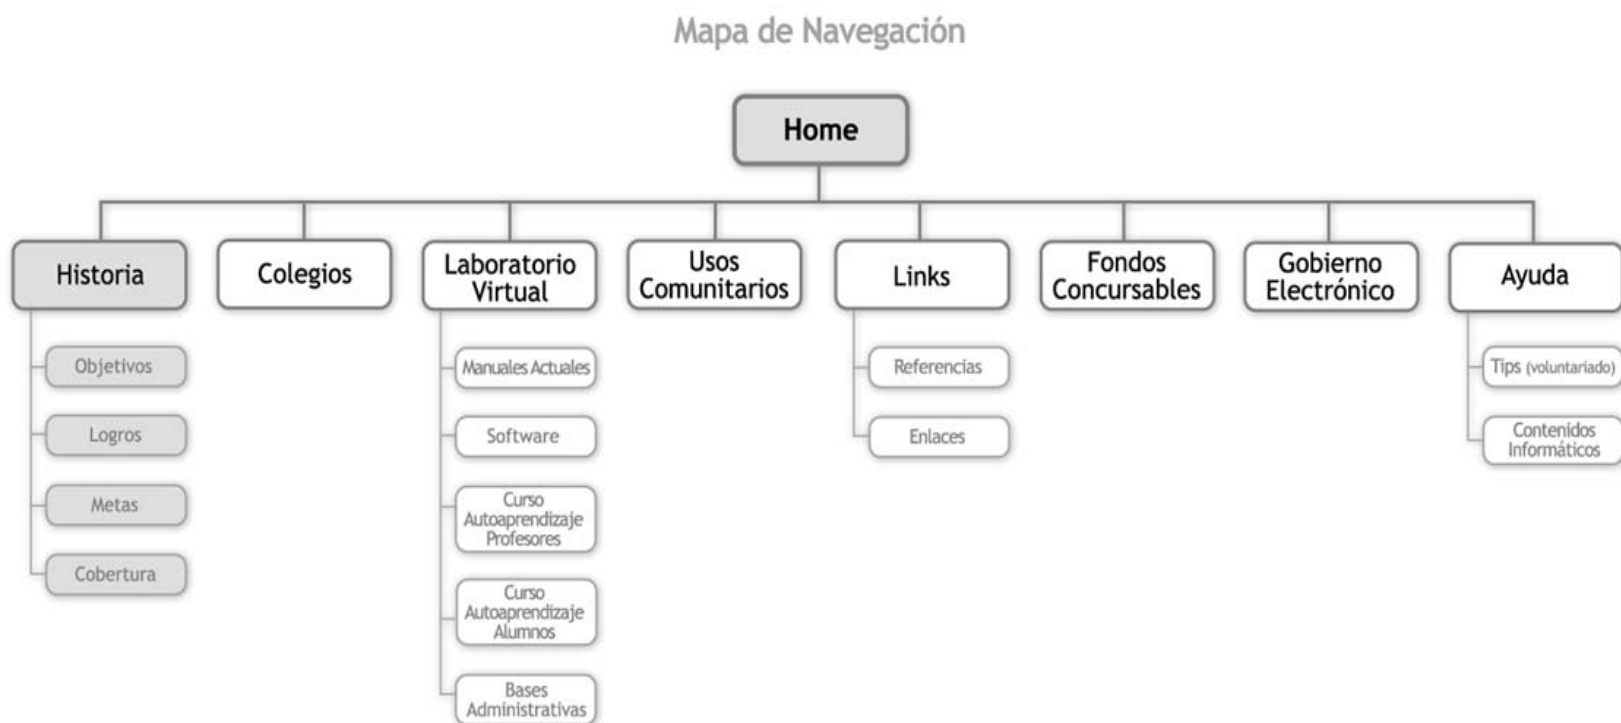 Mapa de Navegación
Home
Historia
Colegios
Laboratorio
Virtual
Usos
Comunitarios
Links
Fondos
Concursables
Gobierno
Electrónico
Ayuda
Objetivos
Logros
Metas
Cobertura
Manuales Actuales
Software
Curso
Autoaprendizaje
Profesores
Curso
Autoaprendizaje
Alumnos
Bases
Administrativas
Referencias
Enlaces
Tips (voluntariado)
Contenidos
Informáticos